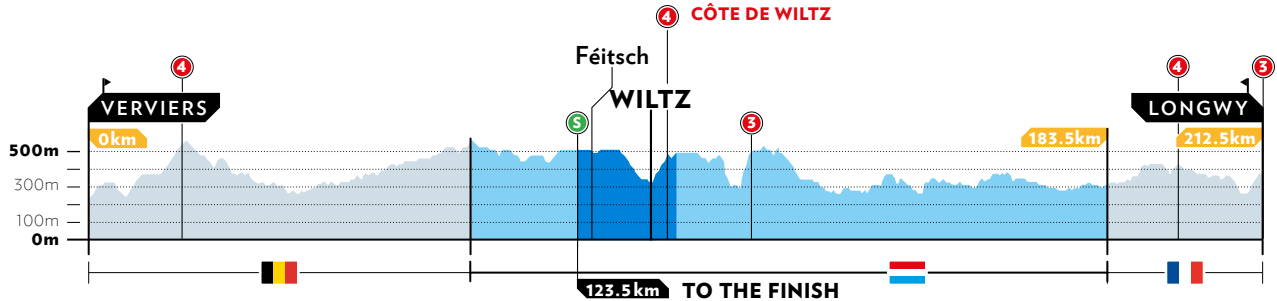 4 CÔTE DE WILTZ
Féitsch
4
4
3
VERVIERS
WILTZ
LONGWY
S
3
0km
183.5km
212.5km
500m
300m
100m
0m
123.5km TO THE FINISH